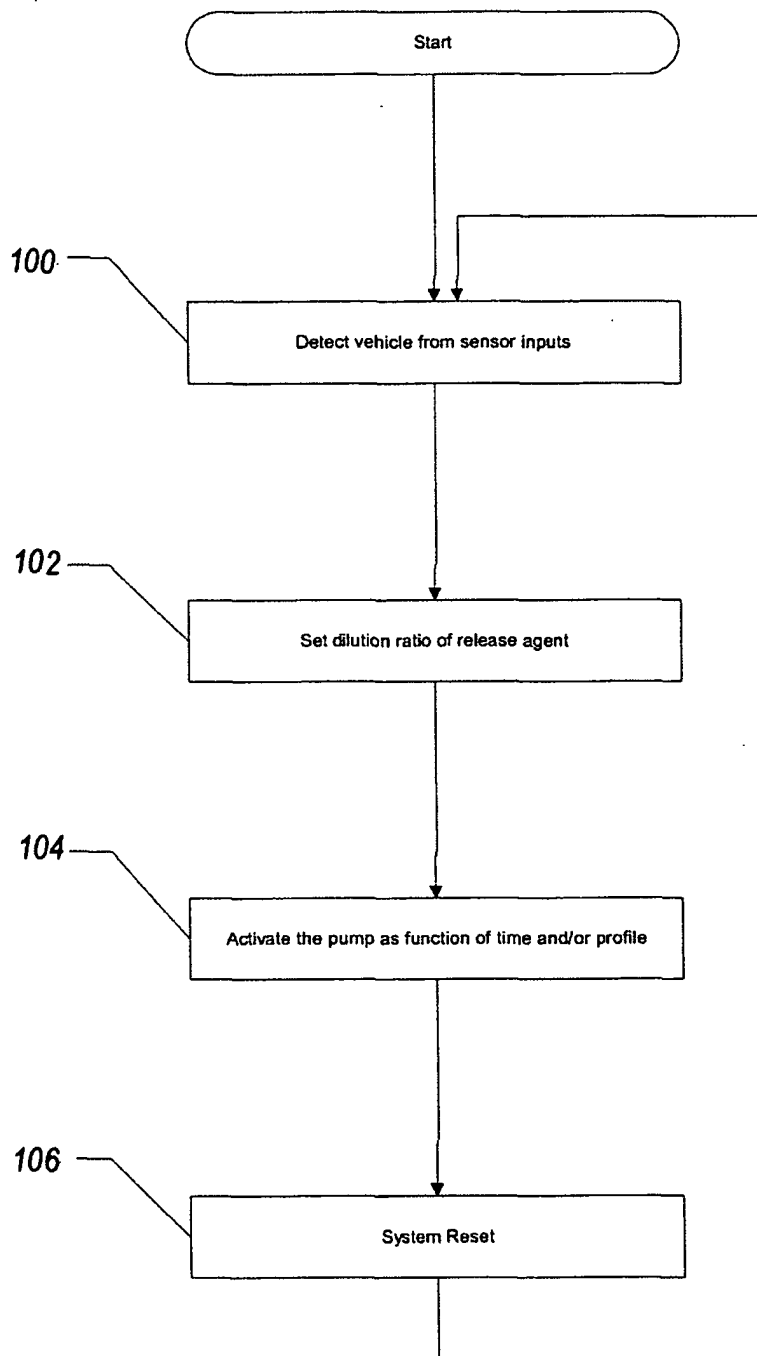 Start
100
Detect vehicle from sensor inputs
102
Set dilution ratio of release agent
104
Activate the pump as function of time and/or profile
106
System Reset